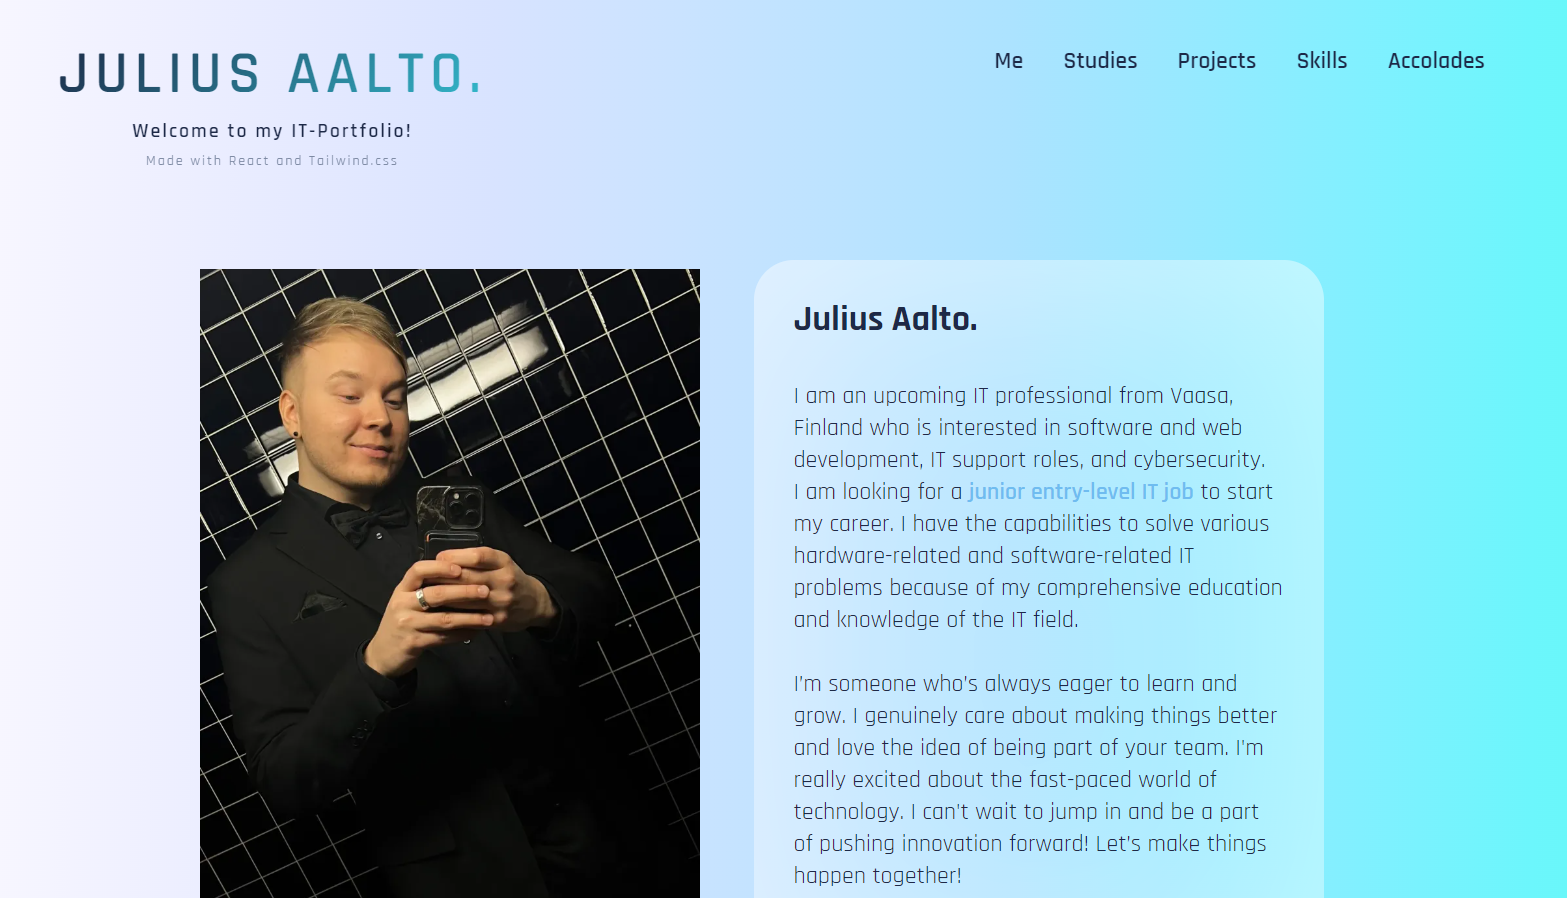 JULIUS AALTO.
Me Studies Projects Skills Accolades
Welcome to my IT-Portfolio!
Made with React and Tailwind.css
Julius Aalto.
I am an upcoming IT professional from Vaasa,
Finland who is interested in software and web
development, IT support roles, and cybersecurity.
I am looking for a junior entry-level IT job to start
my career. I have the capabilities to solve various
hardware-related and software-related IT
problems because of my comprehensive education
and knowledge of the IT field.
I'm someone who's always eager to learn and
grow. I genuinely care about making things better
and love the idea of being part of your team. I'm
really excited about the fast-paced world of
technology. I can't wait to jump in and be a part
of pushing innovation forward! Let's make things
happen together!